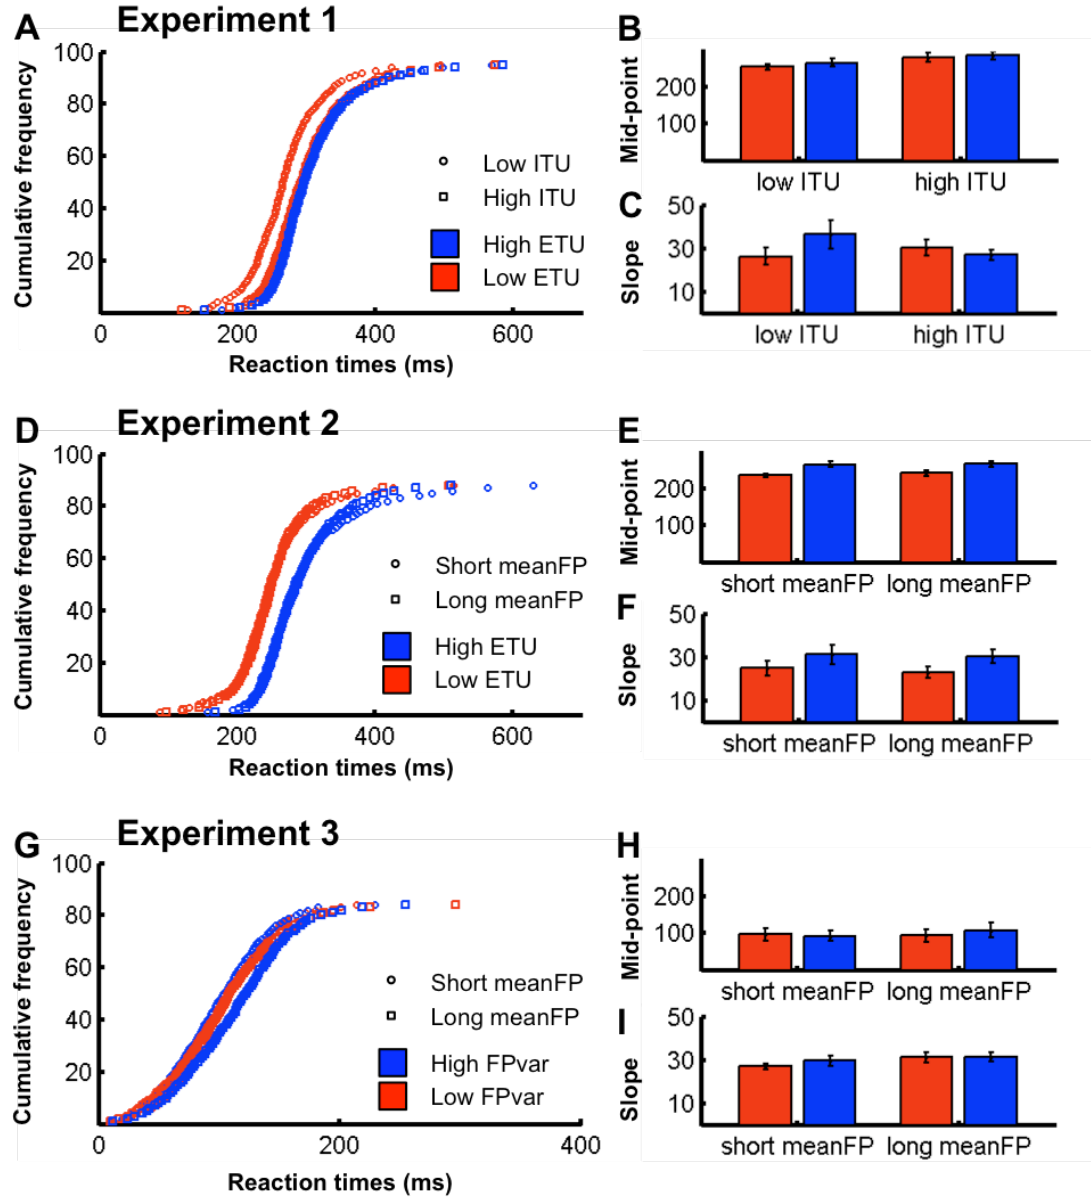 A Experiment 1
Cumulative frequency
100
80
60
40
20
0 200 400 600
Reaction times (ms)
Low ITU
High ITU
High ETU
Low ETU
B
Mid-point
200
100
low ITU high ITU
C
Slope
50
30
10
low ITU high ITU
D Experiment 2
Cumulative frequency
100
80
60
40
20
0 200 400 600
Reaction times (ms)
Short meanFP
Long meanFP
High ETU
Low ETU
E
Mid-point
200
100
short meanFP long meanFP
F
Slope
50
30
10
short meanFP long meanFP
G Experiment 3
Cumulative frequency
100
80
60
40
20
0 200 400
Reaction times (ms)
Short meanFP
Long meanFP
High FPvar
Low FPvar
H
Mid-point
200
100
short meanFP long meanFP
I
Slope
50
30
10
short meanFP long meanFP